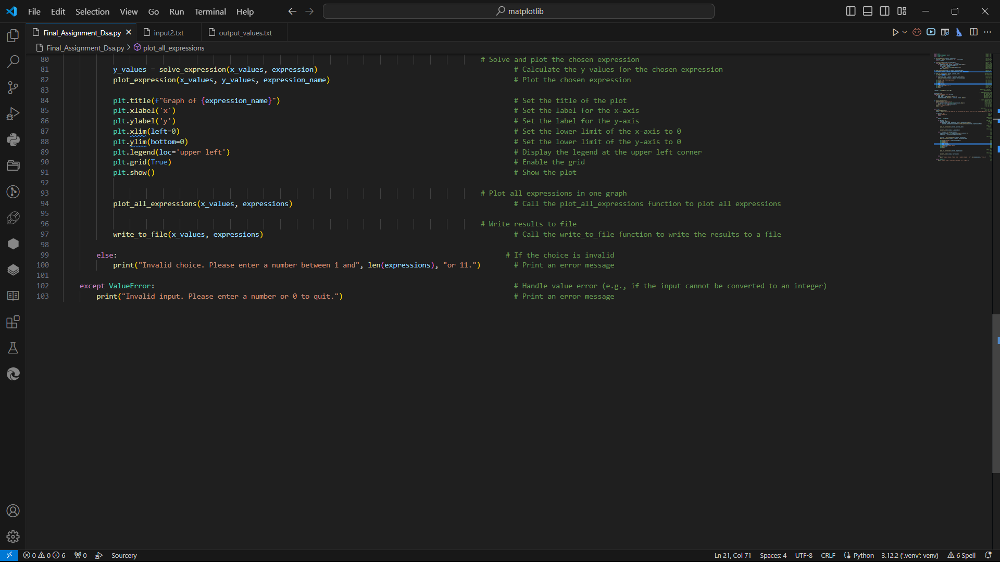 File Edit Selection View Go Run Terminal Help matplotlib
Final_Assignment_Dsa.py input2.txt output_values.txt
Final_Assignment_Dsa.py > plot_all_expressions
80 # Solve and plot the chosen expression
81 y_values = solve_expression(x_values, expression) # Calculate the y values for the chosen expression
82 plot_expression(x_values, y_values, expression_name) # Plot the chosen expression
83
84 plt.title(f"Graph of {expression_name}") # Set the title of the plot
85 plt.xlabel('x') # Set the label for the x-axis
86 plt.ylabel('y') # Set the label for the y-axis
87 plt.xlim(left=0) # Set the lower limit of the x-axis to 0
88 plt.ylim(bottom=0) # Set the lower limit of the y-axis to 0
89 plt.legend(loc='upper left') # Display the legend at the upper left corner
90 plt.grid(True) # Enable the grid
91 plt.show() # Show the plot
92
93 # Plot all expressions in one graph
94 plot_all_expressions(x_values, expressions) # Call the plot_all_expressions function to plot all expressions
95
96 # Write results to file
97 write_to_file(x_values, expressions) # Call the write_to_file function to write the results to a file
98
99 else: # If the choice is invalid
100 print("Invalid choice. Please enter a number between 1 and", len(expressions), "or 11.") # Print an error message
101
102 except ValueError: # Handle value error (e.g., if the input cannot be converted to an integer)
103 print("Invalid input. Please enter a number or 0 to quit.") # Print an error message
0 0 6 0 Sourcery Ln 21, Col 71 Spaces: 4 UTF-8 CRLF Python 3.12.2 ('.venv': venv) 6 Spell